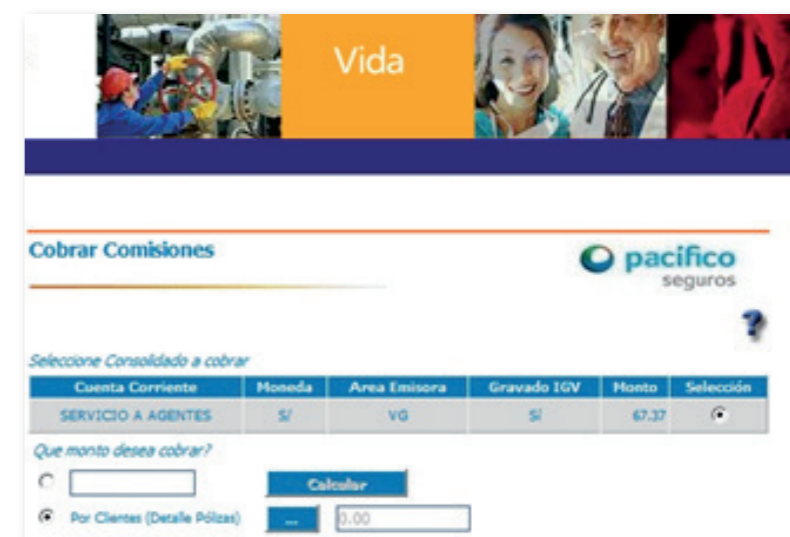 Vida
Cobrar Comisiones
pacifico
seguros
?
Seleccione Consolidado a cobrar
Cuenta Corriente Moneda Area Emisora Gravado IGV Monto Selección
SERVICIO A AGENTES S/ VG Sí 67.37
Que monto desea cobrar?
Calcular
Por Clientes (Detalle Pólizas) ... 0.00